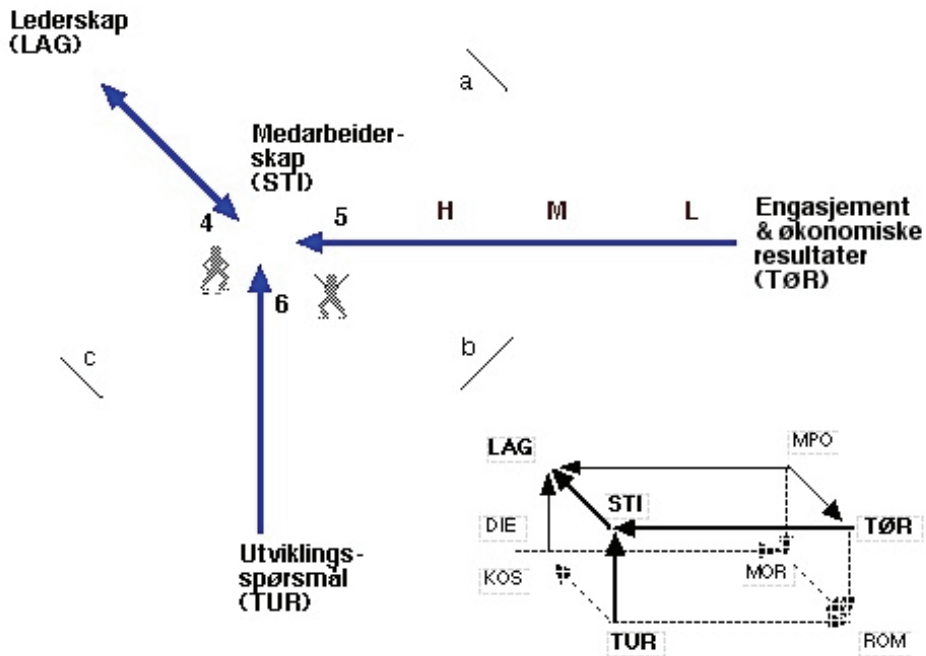 Lederskap
(LAG)
a
Medarbeider-
skap
(STI)
4
5
H M L
Engasjement
& økonomiske
resultater
(TØR)
6
c
b
Utviklings-
spørsmål
(TUR)
LAG
MPO
STI
DIE
TØR
KOS
MOR
TUR
ROM